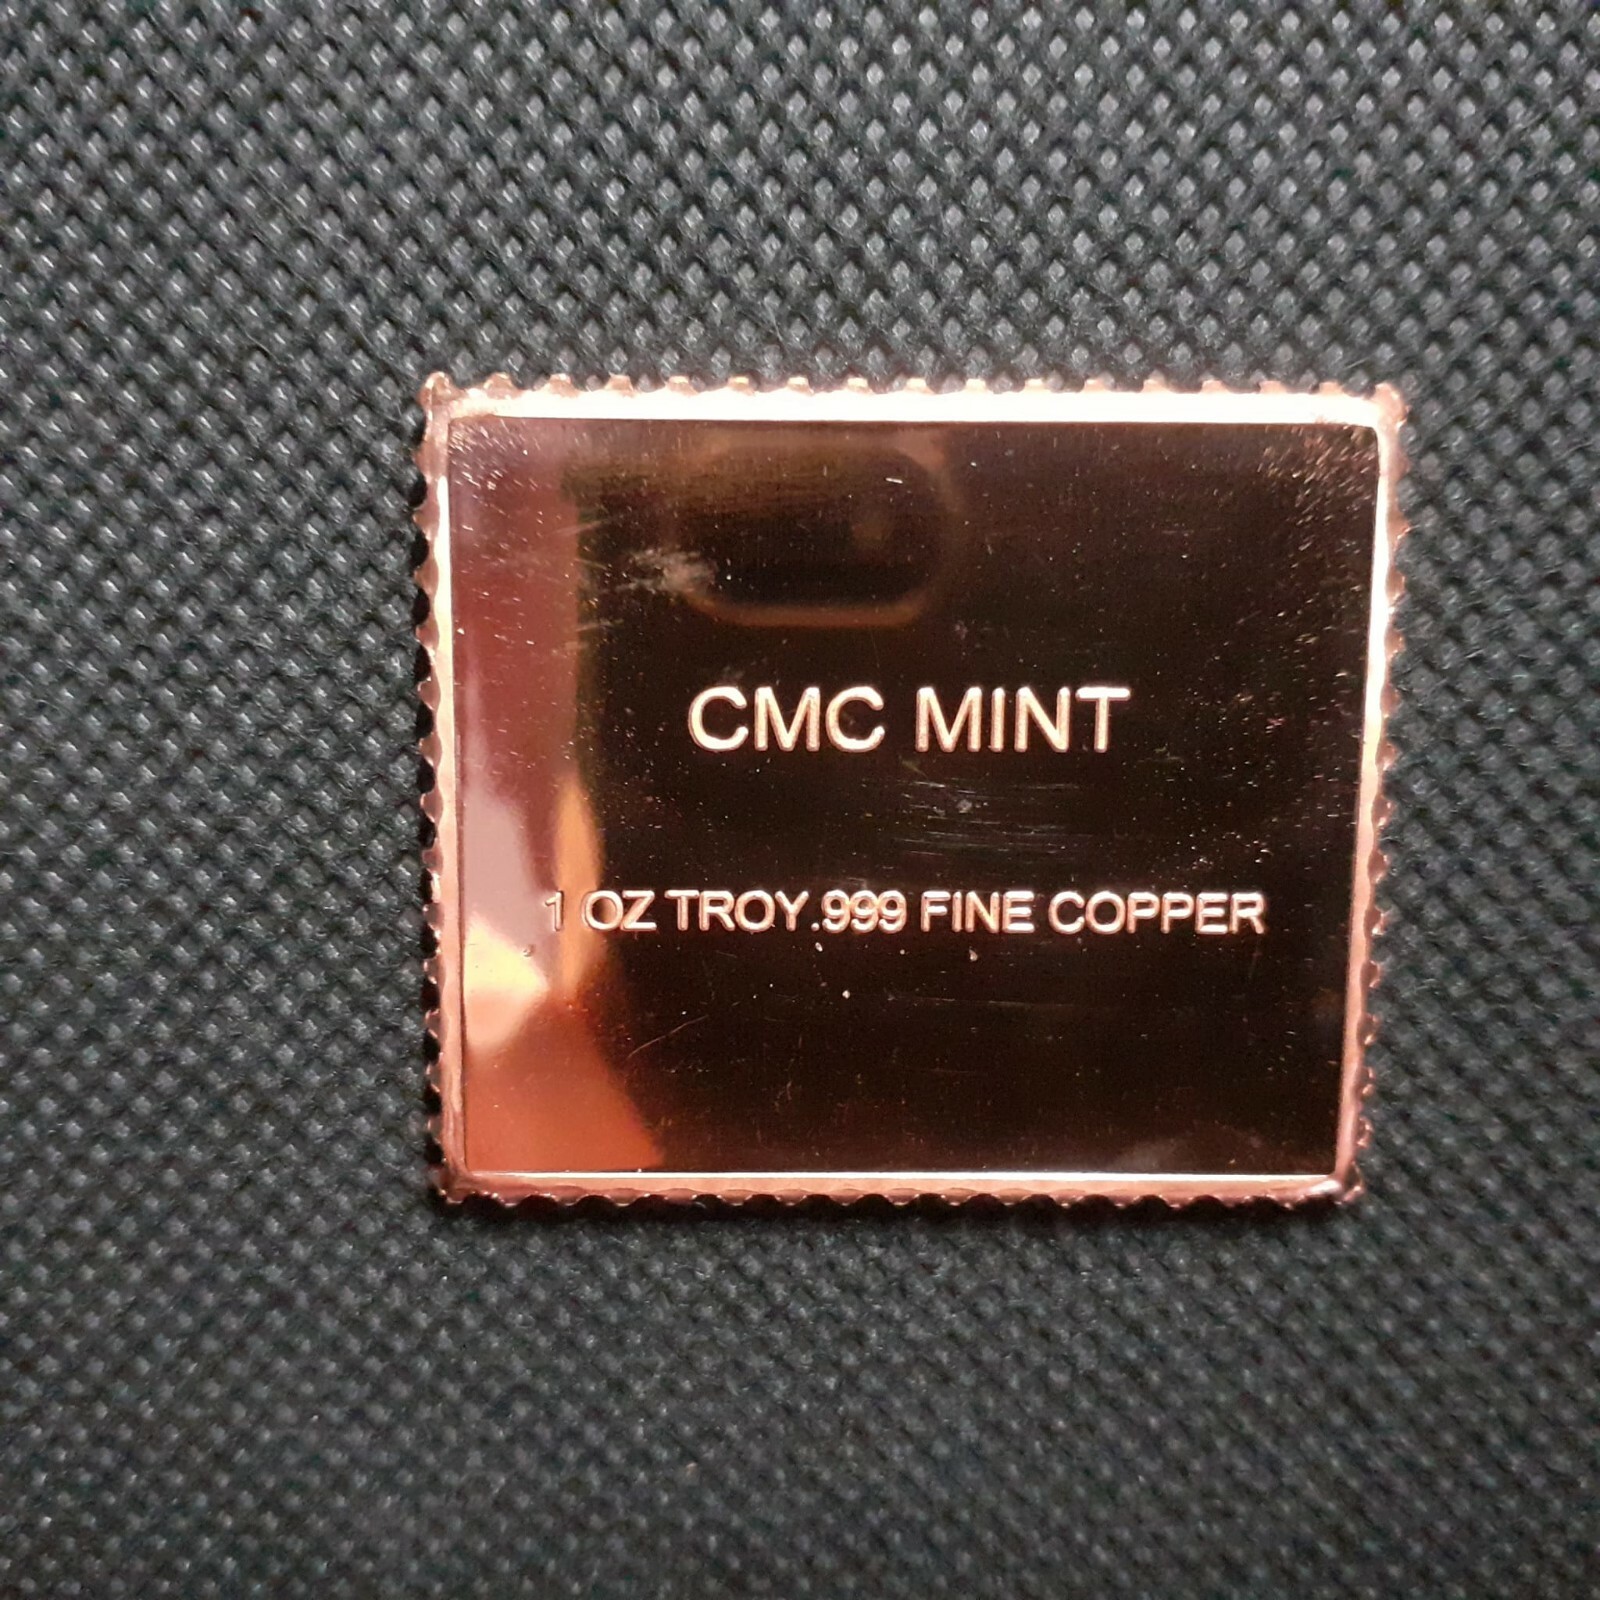 CMC MINT
1 OZ TROY .999 FINE COPPER